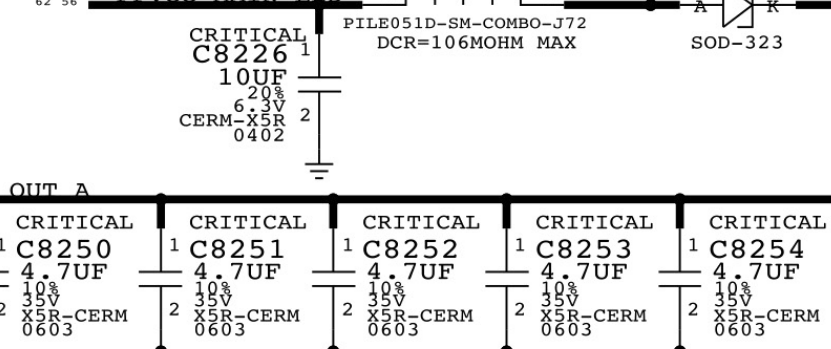 62 56
A K
PILE051D-SM-COMBO-J72
DCR=106MOHM MAX
SOD-323
CRITICAL
C8226
1
10UF
20%
6.3V
2
CERM-X5R
0402
OUT A
CRITICAL CRITICAL CRITICAL CRITICAL CRITICAL
1 C8250 1 C8251 1 C8252 1 C8253 1 C8254
4.7UF 4.7UF 4.7UF 4.7UF 4.7UF
10% 10% 10% 10% 10%
35V 35V 35V 35V 35V
2 X5R-CERM 2 X5R-CERM 2 X5R-CERM 2 X5R-CERM 2 X5R-CERM
0603 0603 0603 0603 0603